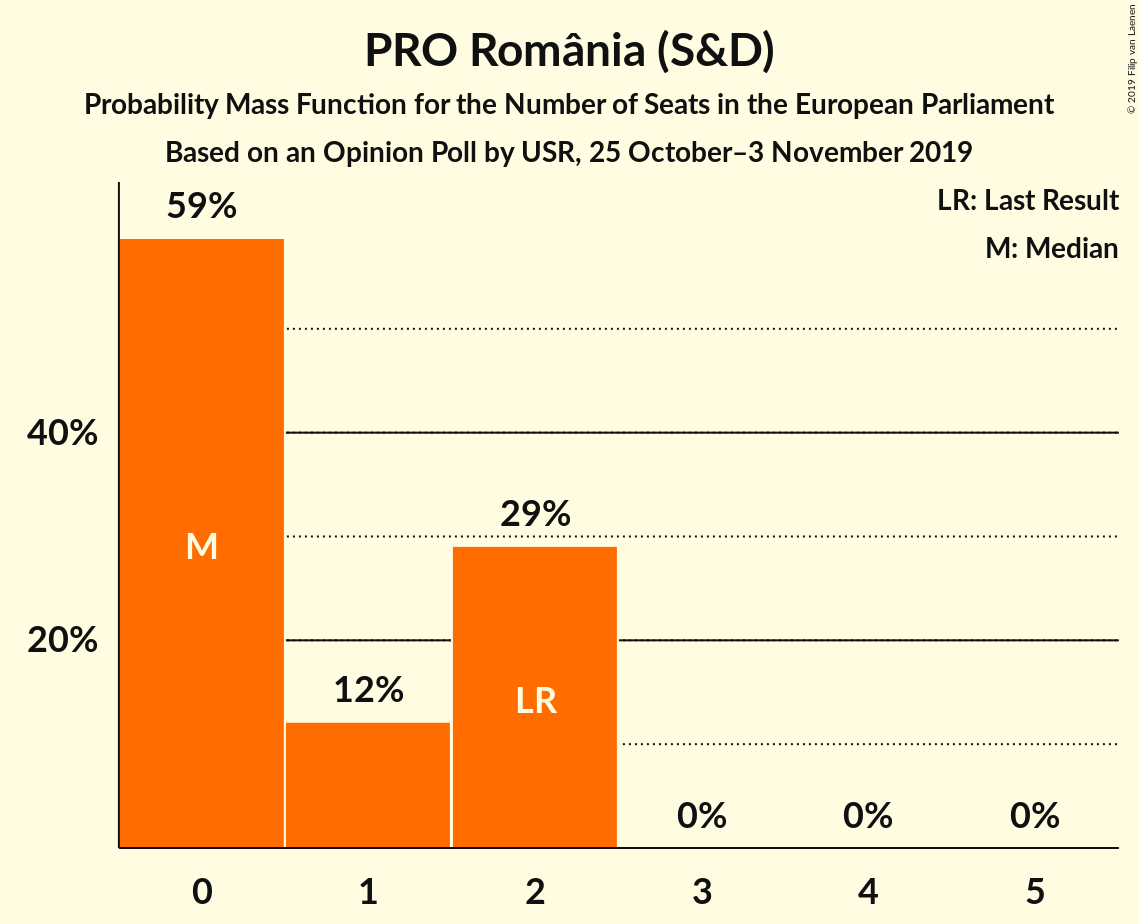 PRO România (S&D)
Probability Mass Function for the Number of Seats in the European Parliament
Based on an Opinion Poll by USR, 25 October–3 November 2019
© 2019 Filip van Laenen
LR: Last Result
M: Median
59%
40%
M
29%
20%
12%
LR
0% 0% 0%
0 1 2 3 4 5